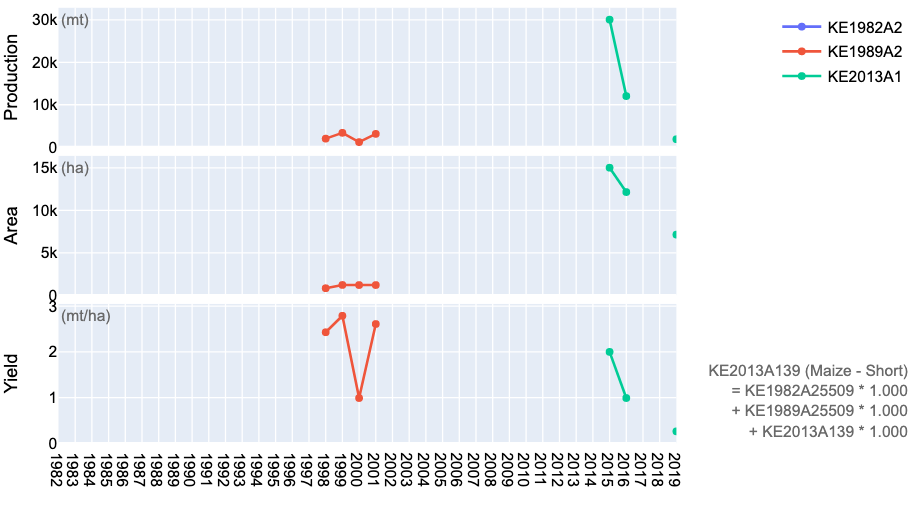 Production
30k (mt)
20k
10k
0
Area
15k (ha)
10k
5k
0
Yield
3
(mt/ha)
2
1
0
1982 1983 1984 1985 1986 1987 1988 1989 1990 1991 1992 1993 1994 1995 1996 1997 1998 1999 2000 2001 2002 2003 2004 2005 2006 2007 2008 2009 2010 2011 2012 2013 2014 2015 2016 2017 2018 2019
KE1982A2
KE1989A2
KE2013A1
KE2013A139 (Maize - Short)
= KE1982A25509 * 1.000
+ KE1989A25509 * 1.000
+ KE2013A139 * 1.000